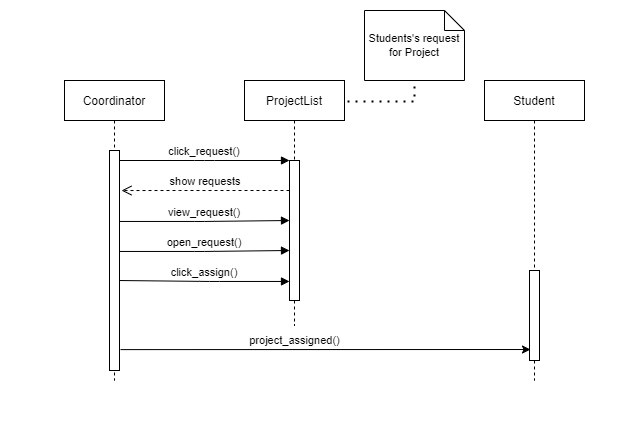 Students's request
for Project
Coordinator
ProjectList
Student
click_request()
show requests
view_request()
open_request()
click_assign()
project_assigned()